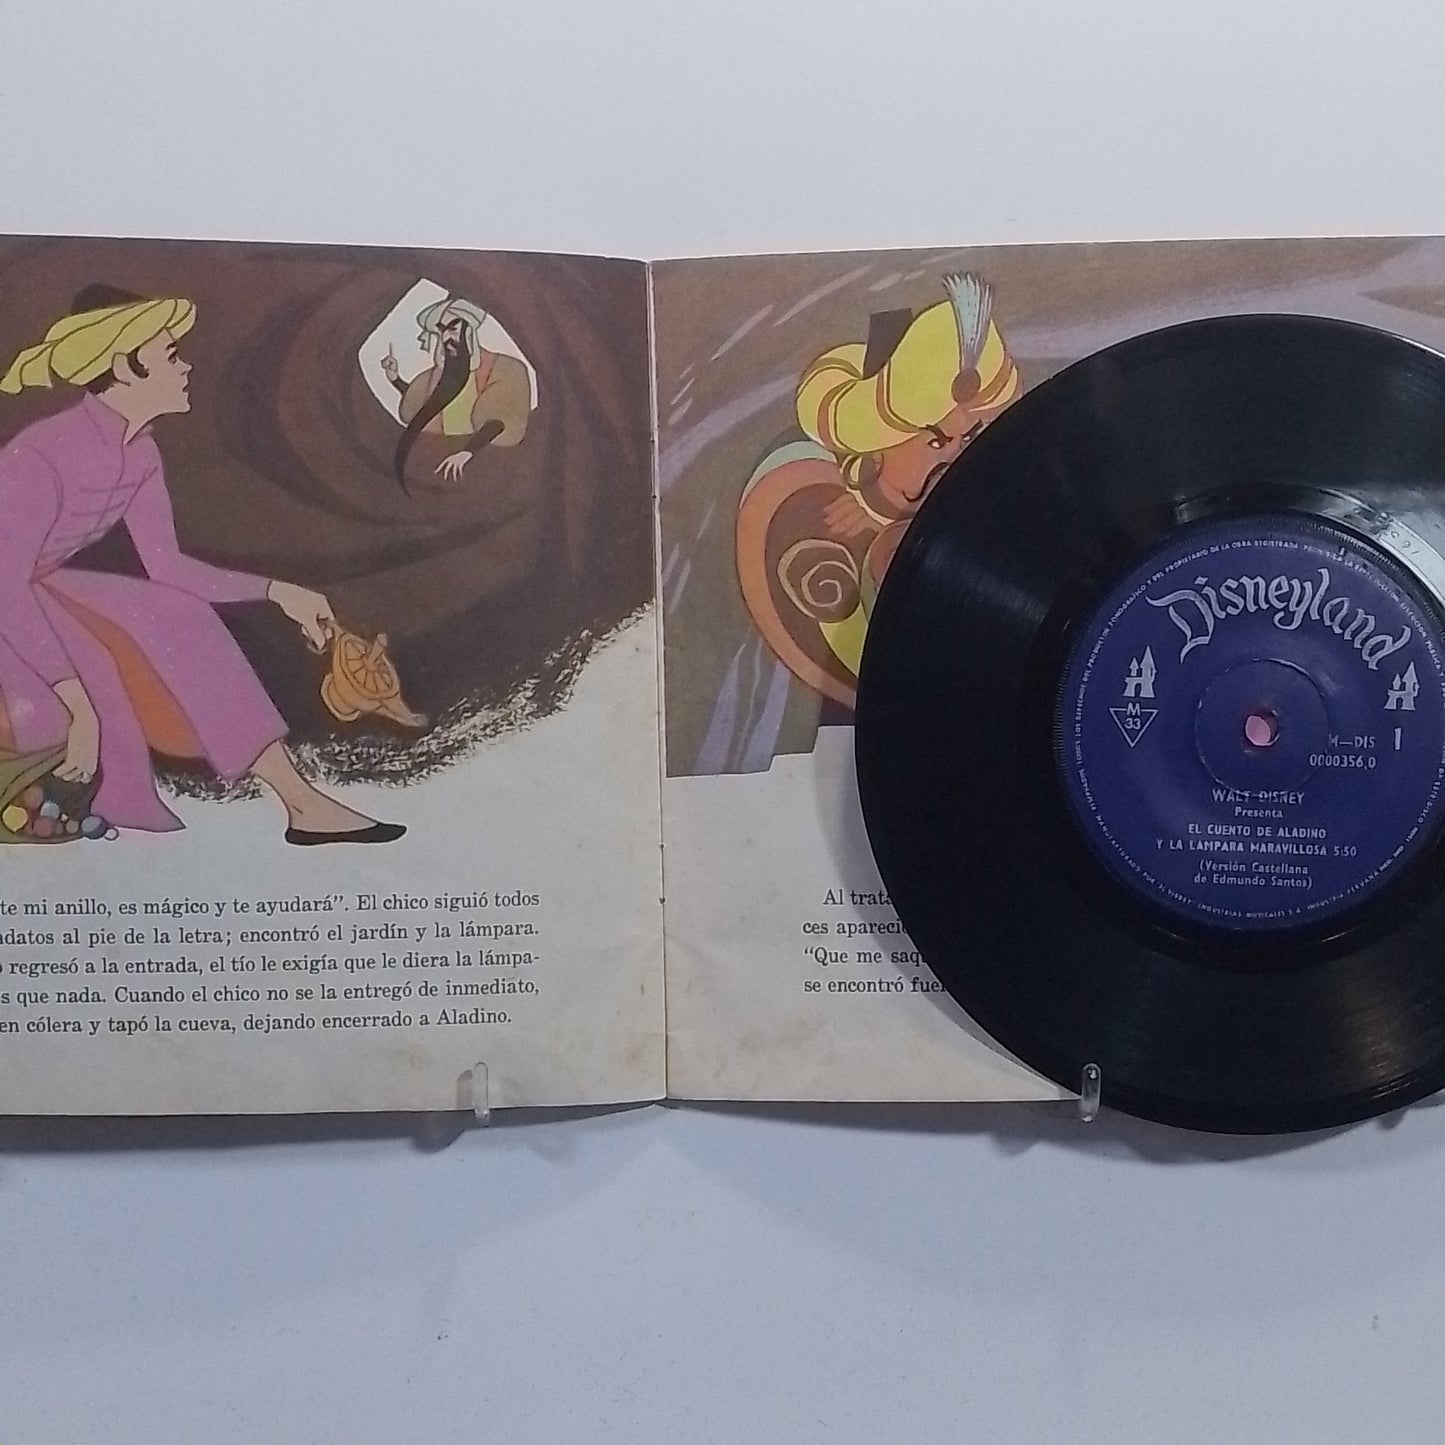 te mi anillo, es mágico y te ayudará”. El chico siguió todos
datos al pie de la letra; encontró el jardín y la lámpara.
regresó a la entrada, el tío le exigía que le diera la lámpa-
s que nada. Cuando el chico no se la entregó de inmediato,
en cólera y tapó la cueva, dejando encerrado a Aladino.
Al trata
ces apareci
“Que me saq
se encontró fuer
Disneyland
M
33
M—DIS 1
0000356,0
WALT DISNEY
Presenta
EL CUENTO DE ALADINO
Y LA LAMPARA MARAVILLOSA 5:50
(Versión Castellana
de Edmundo Santos)